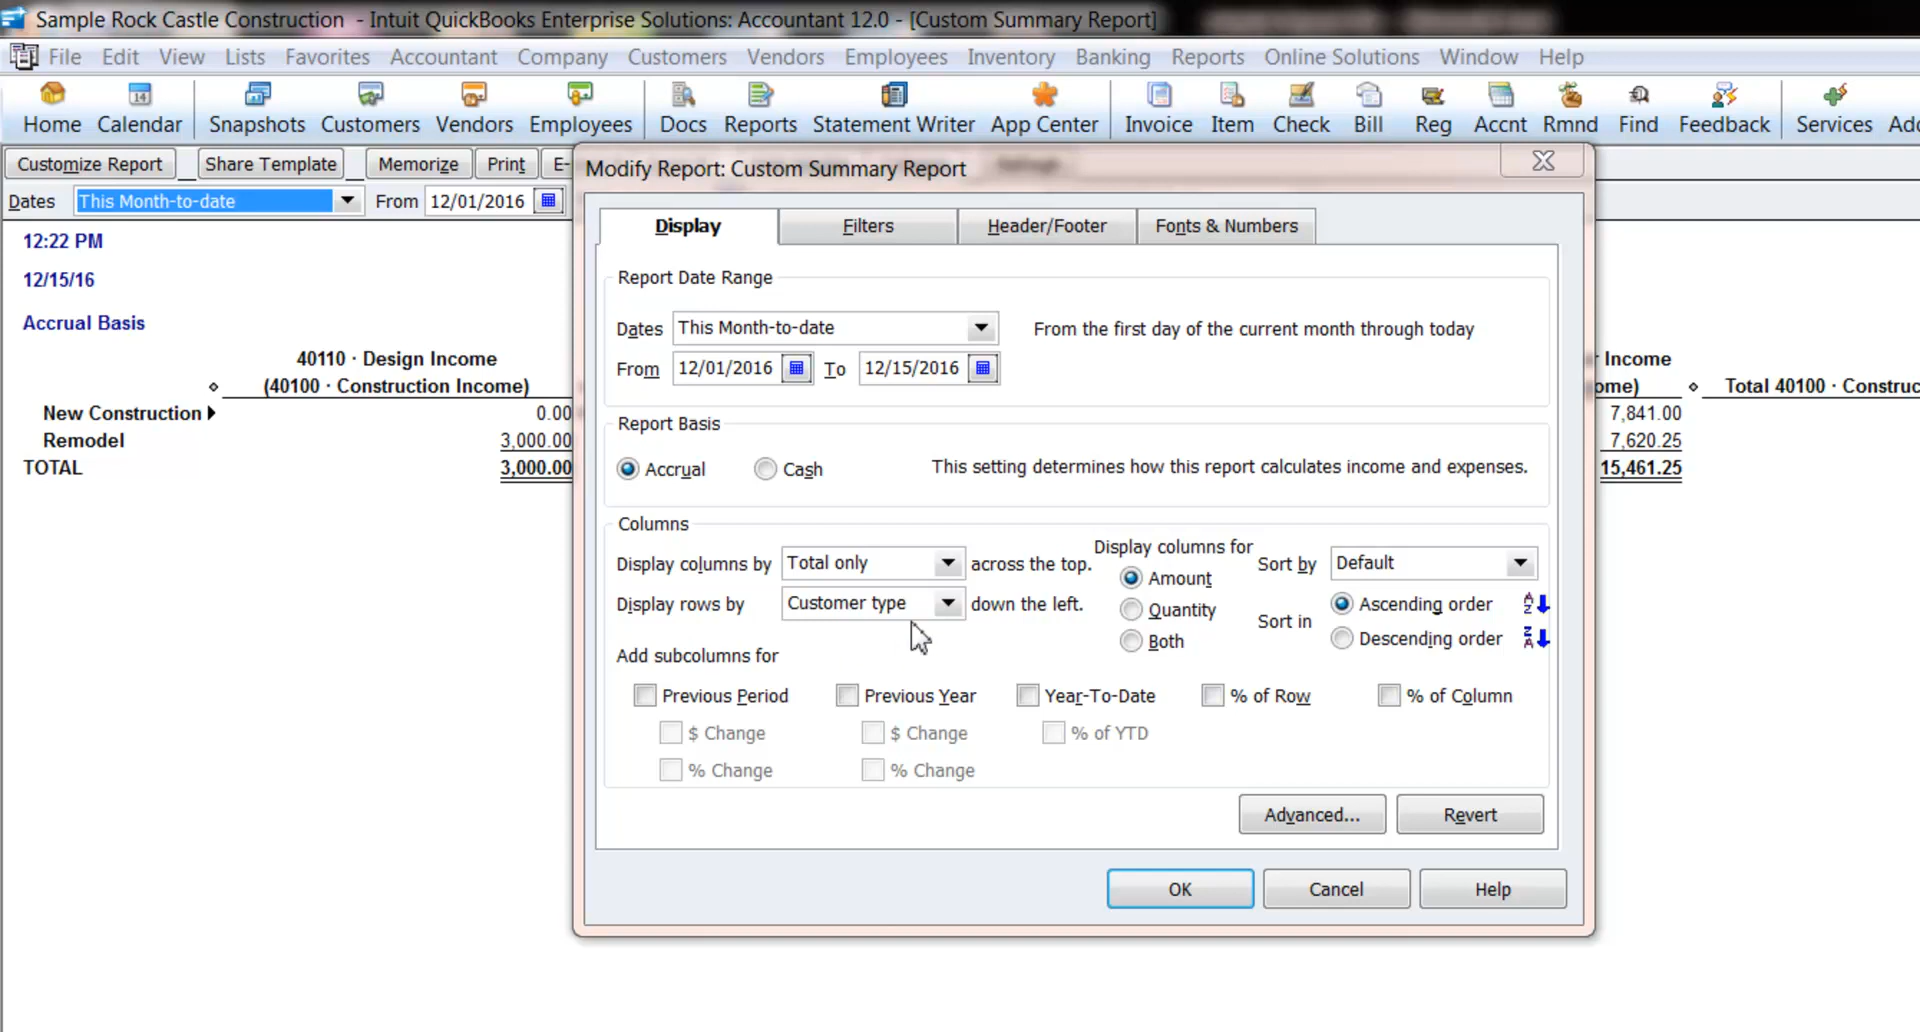 Sample Rock Castle Construction - Intuit QuickBooks Enterprise Solutions: Accountant 12.0 - [Custom Summary Report]
File Edit View Lists Favorites Accountant Company Customers Vendors Employees Inventory Banking Reports Online Solutions Window Help
14
Home Calendar Snapshots Customers Vendors Employees Docs Reports Statement Writer App Center Invoice Item Check Bill Reg Accnt Rmnd Find Feedback Services
Customize Report Share Template Memorize Print E-
Modify Report: Custom Summary Report
Dates This Month-to-date From 12/01/2016
Display Filters Header/Footer Fonts & Numbers
12:22 PM
12/15/16
Accrual Basis
Report Date Range
Dates This Month-to-date From the first day of the current month through today
From 12/01/2016 To 12/15/2016
40110 · Design Income
(40100 · Construction Income)
Income
Total 40100 ·
New Construction 0.00 7,841.00
Remodel 3,000.00 7,620.25
TOTAL 3,000.00 15,461.25
Report Basis
Accrual Cash This setting determines how this report calculates income and expenses.
Columns
Display columns by Total only across the top.
Display rows by Customer type down the left.
Display columns for
Amount
Quantity
Both
Sort by Default
Sort in
Ascending order
Descending order
Add subcolumns for
Previous Period Previous Year Year-To-Date % of Row % of Column
$ Change $ Change % of YTD
% Change % Change
Advanced... Revert
OK Cancel Help